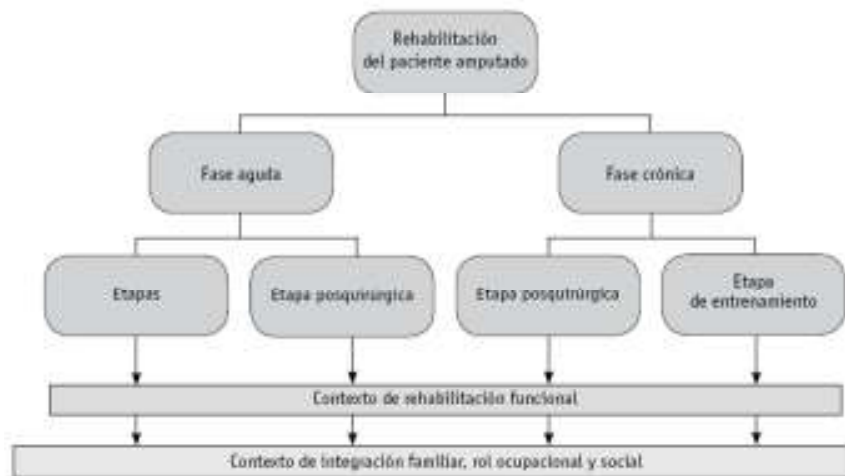 Rehabilitación
del paciente amputado
Fase aguda
Fase crónica
Etapas
Etapa posquirúrgica
Etapa posquirúrgica
Etapa
de entrenamiento
Contexto de rehabilitación funcional
Contexto de integración familiar, rol ocupacional y social